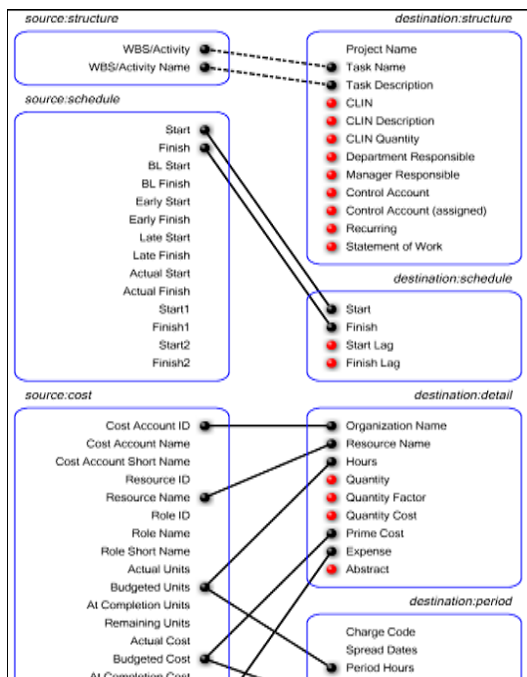 source:structure
WBS/Activity
WBS/Activity Name
source:schedule
Start
Finish
BL Start
BL Finish
Early Start
Early Finish
Late Start
Late Finish
Actual Start
Actual Finish
Start1
Finish1
Start2
Finish2
source:cost
Cost Account ID
Cost Account Name
Cost Account Short Name
Resource ID
Resource Name
Role ID
Role Name
Role Short Name
Actual Units
Budgeted Units
At Completion Units
Remaining Units
Actual Cost
Budgeted Cost
At Completion Cost
destination:structure
Project Name
Task Name
Task Description
CLIN
CLIN Description
CLIN Quantity
Department Responsible
Manager Responsible
Control Account
Control Account (assigned)
Recurring
Statement of Work
destination:schedule
Start
Finish
Start Lag
Finish Lag
destination:detail
Organization Name
Resource Name
Hours
Quantity
Quantity Factor
Quantity Cost
Prime Cost
Expense
Abstract
destination:period
Charge Code
Spread Dates
Period Hours